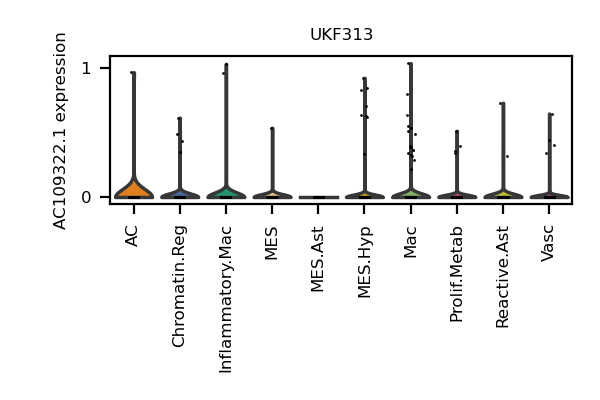 UKF313
AC109322.1 expression
1
0
AC
Chromatin.Reg
Inflammatory.Mac
MES
MES.Ast
MES.Hyp
Mac
Prolif.Metab
Reactive.Ast
Vasc